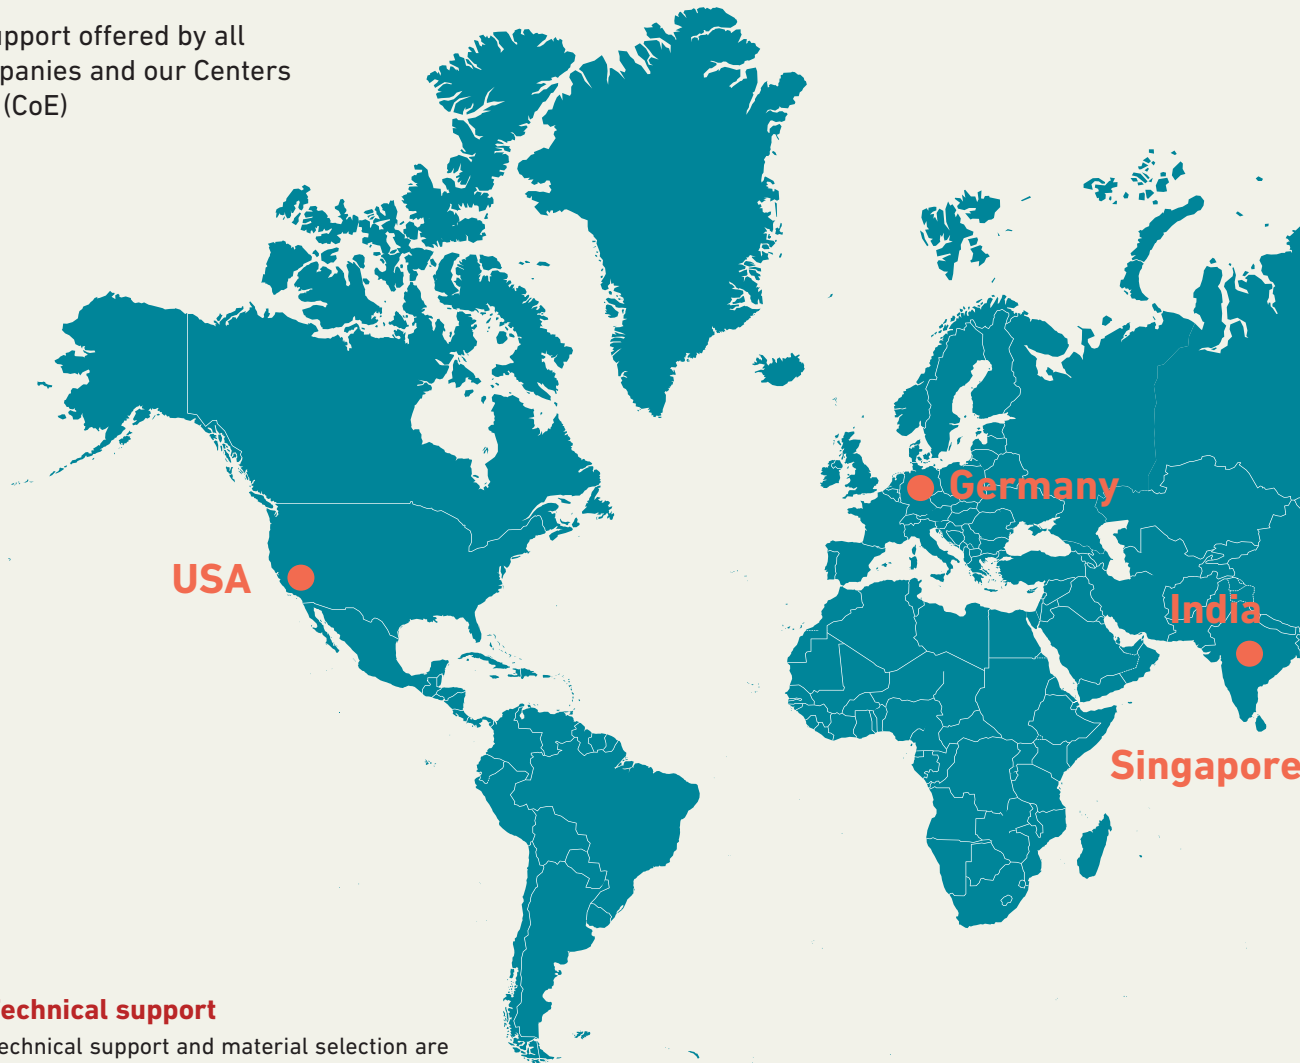 upport offered by all
panies and our Centers
(CoE)
Germany
USA
India
Singapore
echnical support
echnical support and material selection are